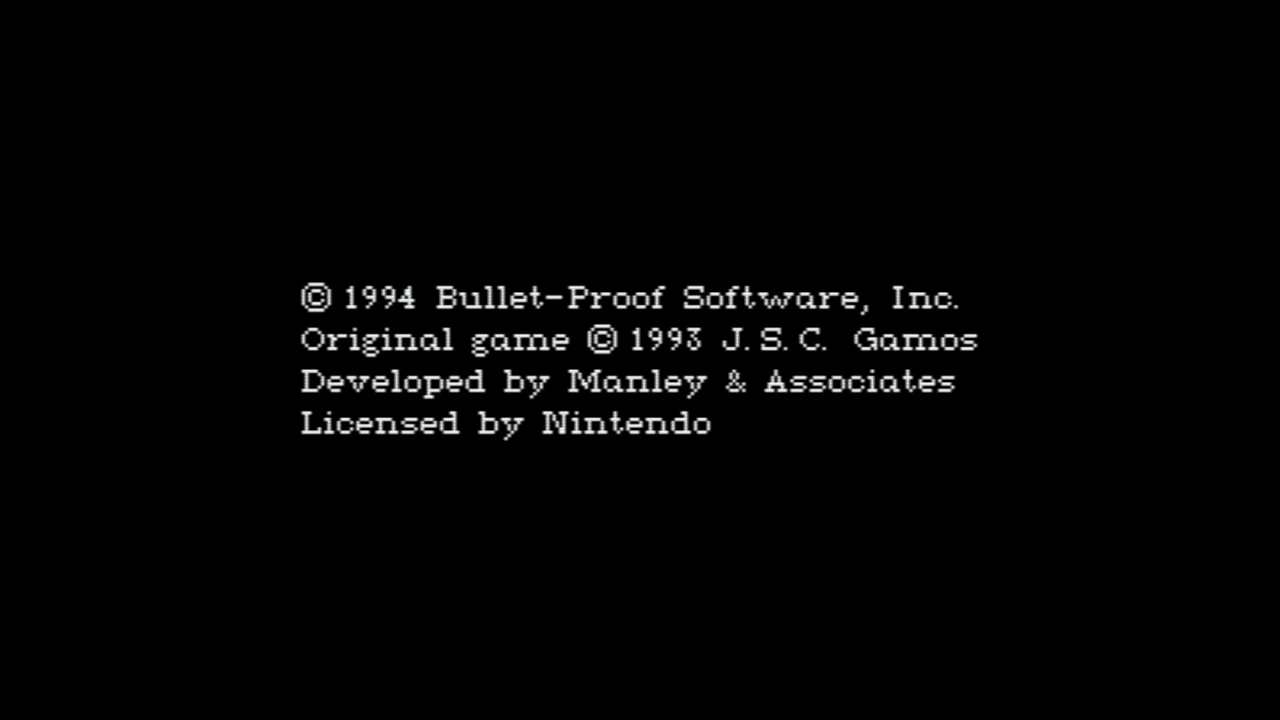 © 1994 Bullet-Proof Software, Inc.
Original game © 1993 J.S.C. Gamos
Developed by Manley & Associates
Licensed by Nintendo